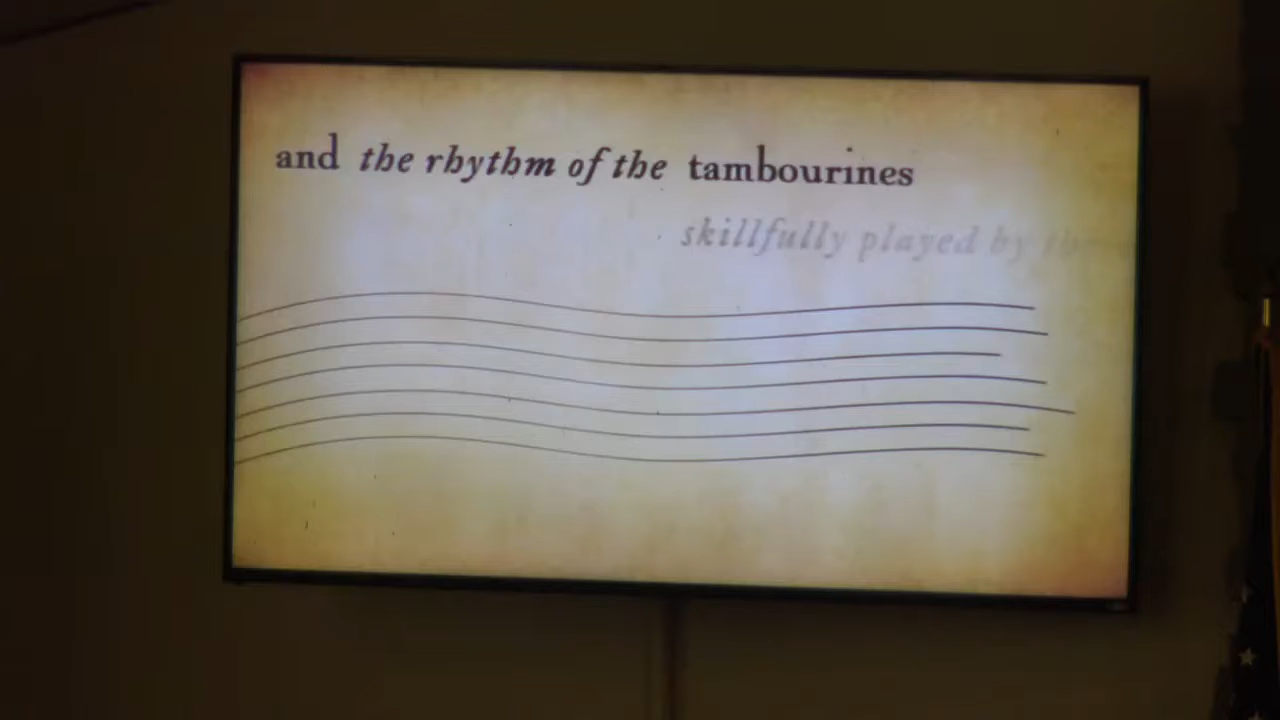 and the rhythm of the tambourines
skillfully played by